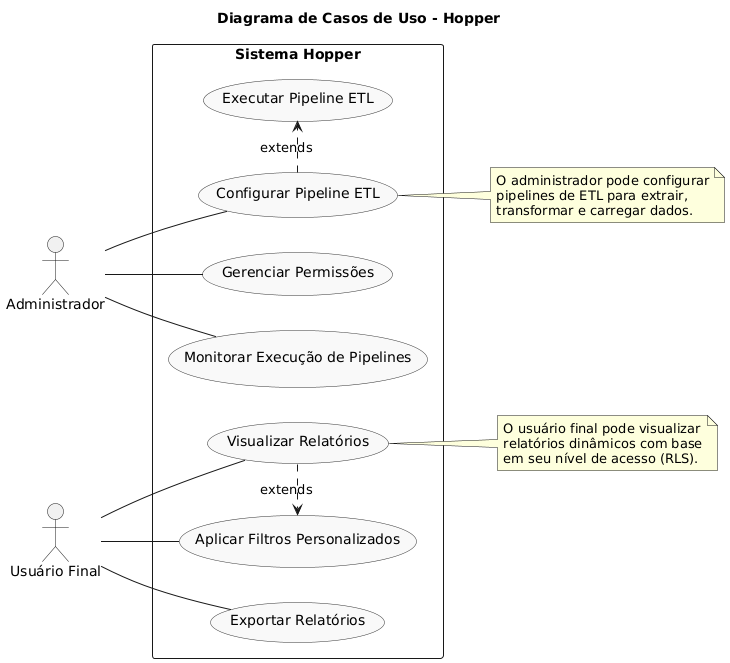 Diagrama de Casos de Uso - Hopper
Sistema Hopper
Executar Pipeline ETL
extends
Configurar Pipeline ETL
O administrador pode configurar
pipelines de ETL para extrair,
transformar e carregar dados.
Gerenciar Permissões
Administrador
Monitorar Execução de Pipelines
Visualizar Relatórios
O usuário final pode visualizar
relatórios dinâmicos com base
em seu nível de acesso (RLS).
extends
Aplicar Filtros Personalizados
Usuário Final
Exportar Relatórios